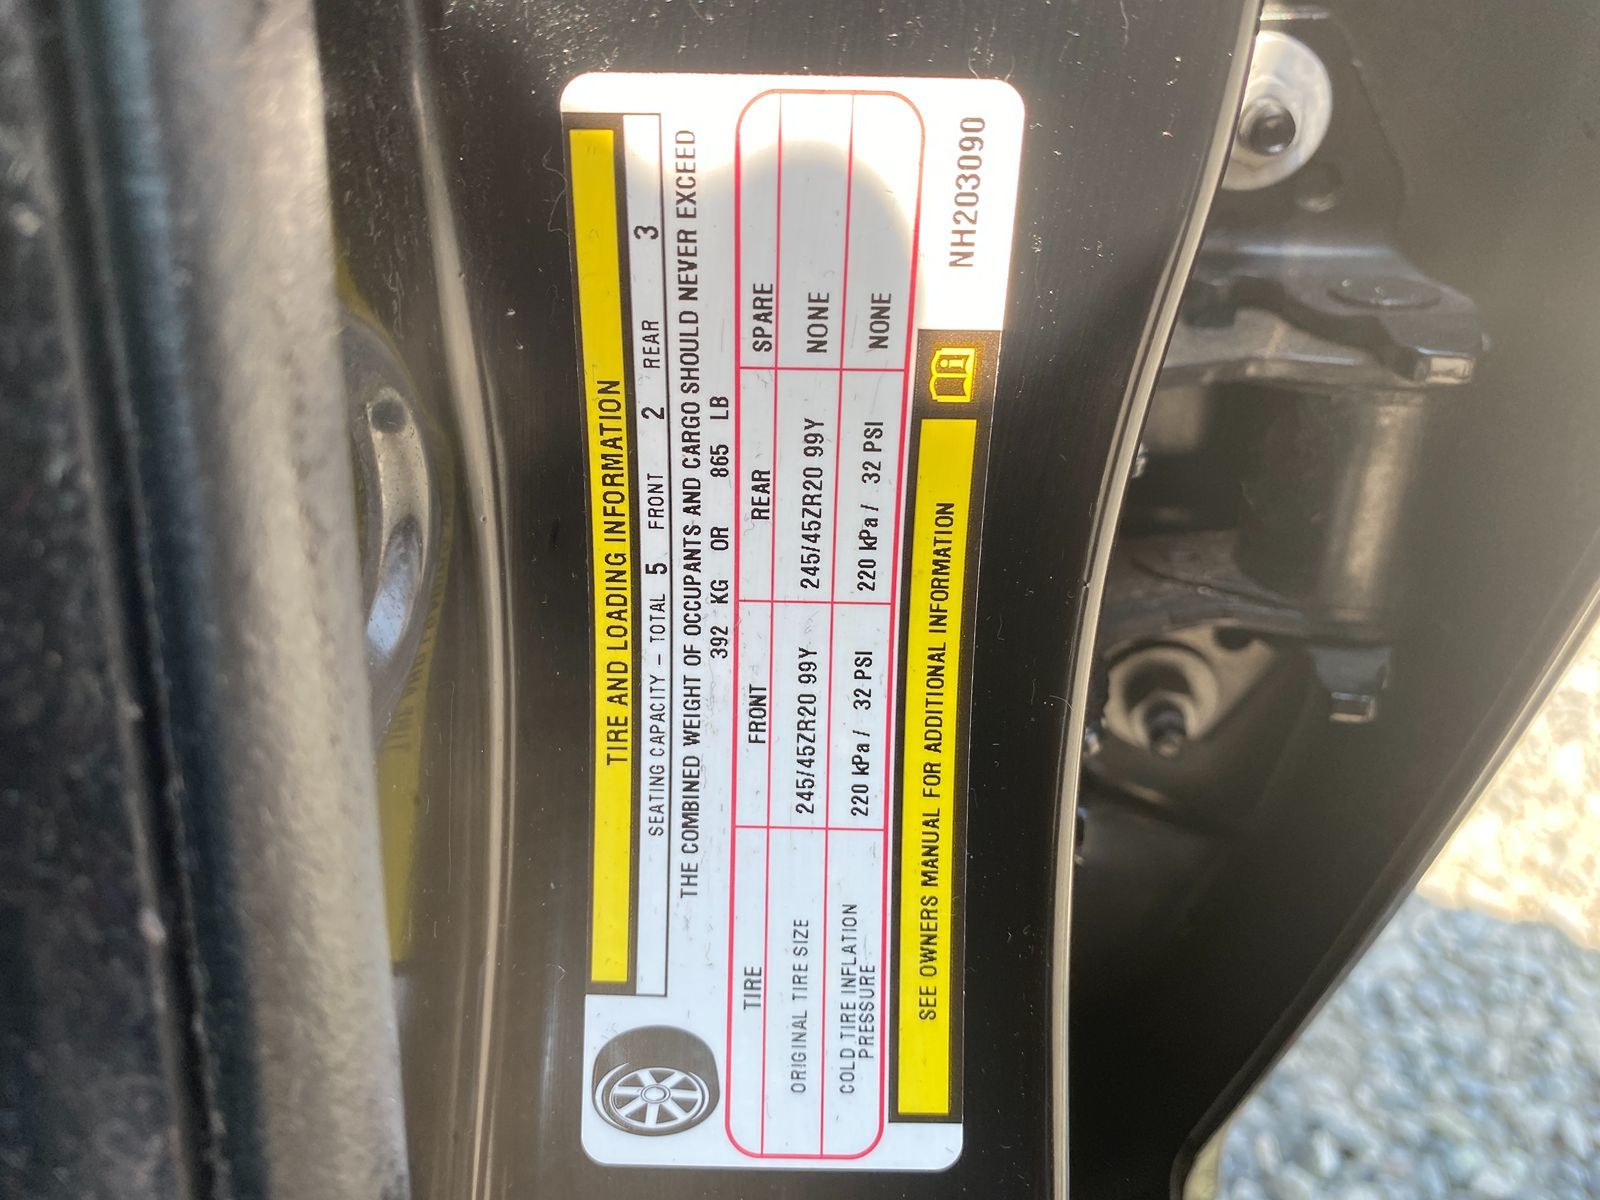 TIRE AND LOADING INFORMATION
SEATING CAPACITY - TOTAL 5 FRONT 2 REAR 3
THE COMBINED WEIGHT OF OCCUPANTS AND CARGO SHOULD NEVER EXCEED
392 KG OR 865 LB
TIRE FRONT REAR SPARE
ORIGINAL TIRE SIZE 245/45ZR20 99Y 245/45ZR20 99Y NONE
COLD TIRE INFLATION
PRESSURE 220 kPa / 32 PSI 220 kPa / 32 PSI NONE
SEE OWNERS MANUAL FOR ADDITIONAL INFORMATION
NH203090